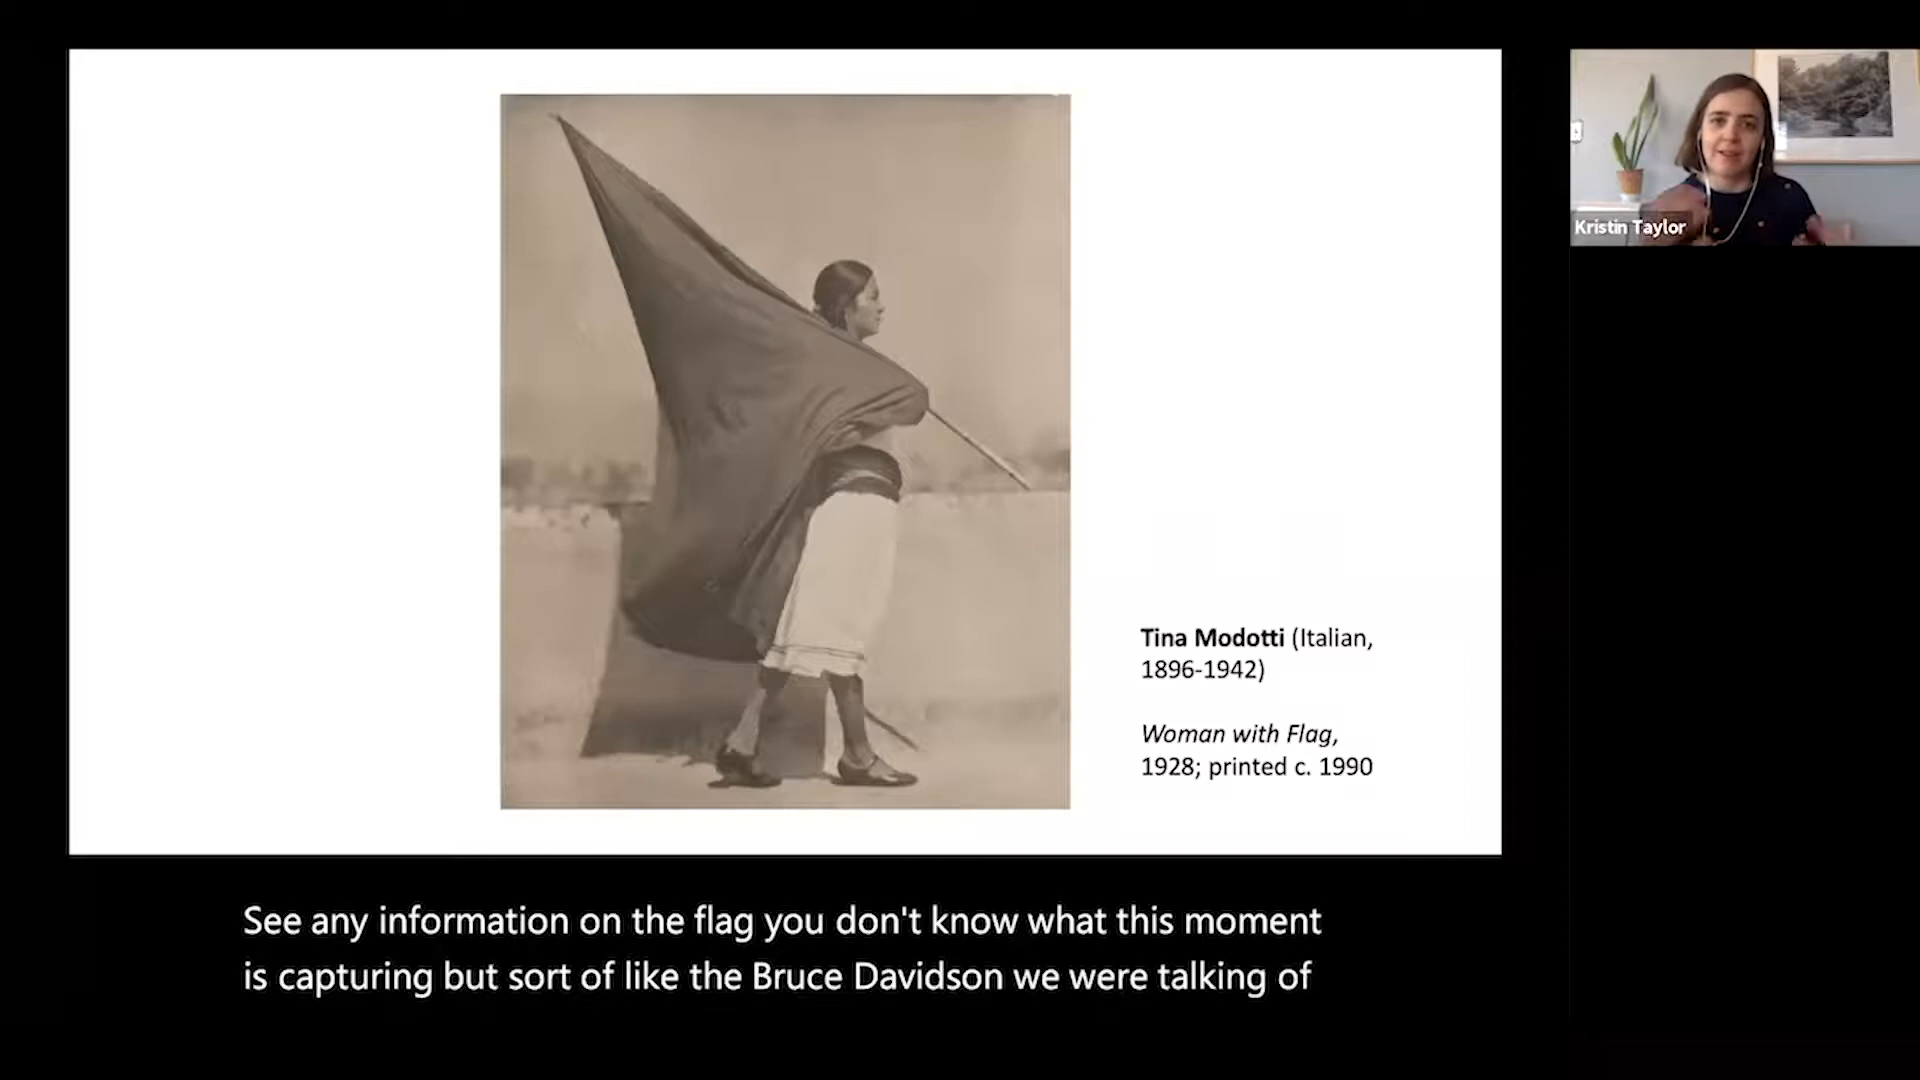 Kristin Taylor
Tina Modotti (Italian,
1896-1942)
Woman with Flag,
1928; printed c. 1990
See any information on the flag you don't know what this moment
is capturing but sort of like the Bruce Davidson we were talking of